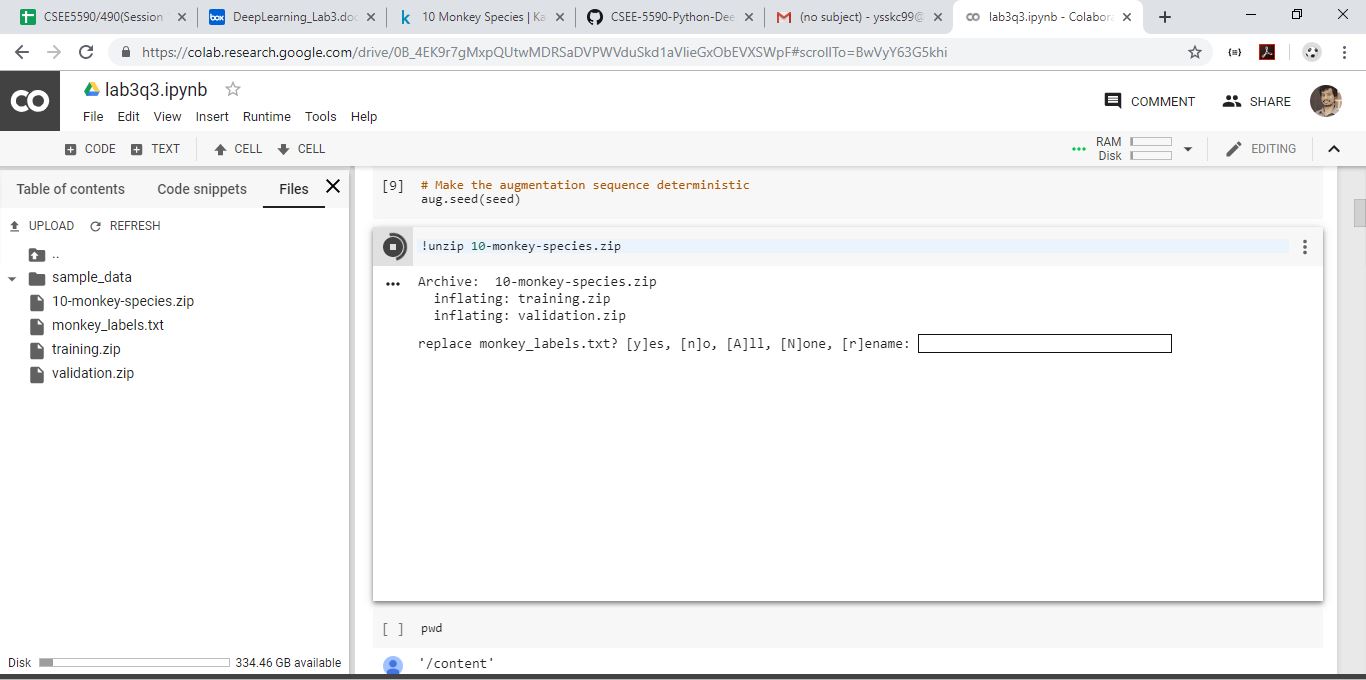 CSEE5590/490(Session
DeepLearning_Lab3.doc
10 Monkey Species | Ka
CSEE-5590-Python-Dee
(no subject) - ysskc99@
lab3q3.ipynb - Colabora
https://colab.research.google.com/drive/0B_4EK9r7gMxpQUtwMDRSaDVPWVduSkd1aVlieGxObEVXSWpF#scrollTo=BwVyY63G5khi
CO
lab3q3.ipynb
COMMENT
SHARE
File Edit View Insert Runtime Tools Help
CODE TEXT CELL CELL
RAM
Disk
EDITING
Table of contents Code snippets Files
UPLOAD REFRESH
..
sample_data
10-monkey-species.zip
monkey_labels.txt
training.zip
validation.zip
Disk 334.46 GB available
[9] # Make the augmentation sequence deterministic
aug.seed(seed)
!unzip 10-monkey-species.zip
Archive:  10-monkey-species.zip
  inflating: training.zip
  inflating: validation.zip
replace monkey_labels.txt? [y]es, [n]o, [A]ll, [N]one, [r]ename:
[ ] pwd
'/content'